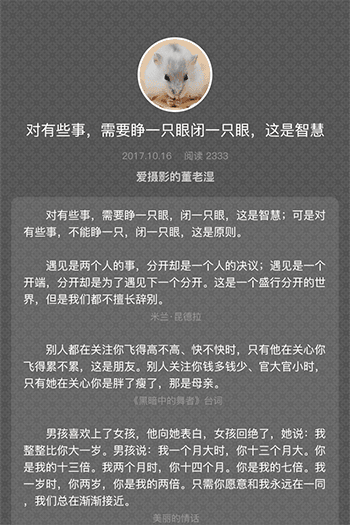 对有些事，需要睁一只眼闭一只眼，这是智慧
2017.10.16 阅读 2333
爱摄影的董老湿
对有些事，需要睁一只眼，闭一只眼，这是智慧；可是对
有些事，不能睁一只，闭一只眼，这是原则。
遇见是两个人的事，分开却是一个人的决议；遇见是一个
开端，分开却是为了遇见下一个分开。这是一个盛行分开的世
界，但是我们都不擅长辞别。
米兰·昆德拉
别人都在关注你飞得高不高、快不快时，只有他在关心你
飞得累不累，这是朋友。别人关注你钱多钱少、官大官小时，
只有她在关心你是胖了瘦了，那是母亲。
《黑暗中的舞者》台词
男孩喜欢上了女孩，他向她表白，女孩回绝了，她说：我
整整比你大一岁。男孩说：我一个月大时，你十三个月大。你
是我的十三倍。我两个月时，你十四个月。你是我的七倍。我
一岁时，你两岁，你是我的两倍。只需你愿意和我永远在一同
，我们总在渐渐接近。
美丽的情话